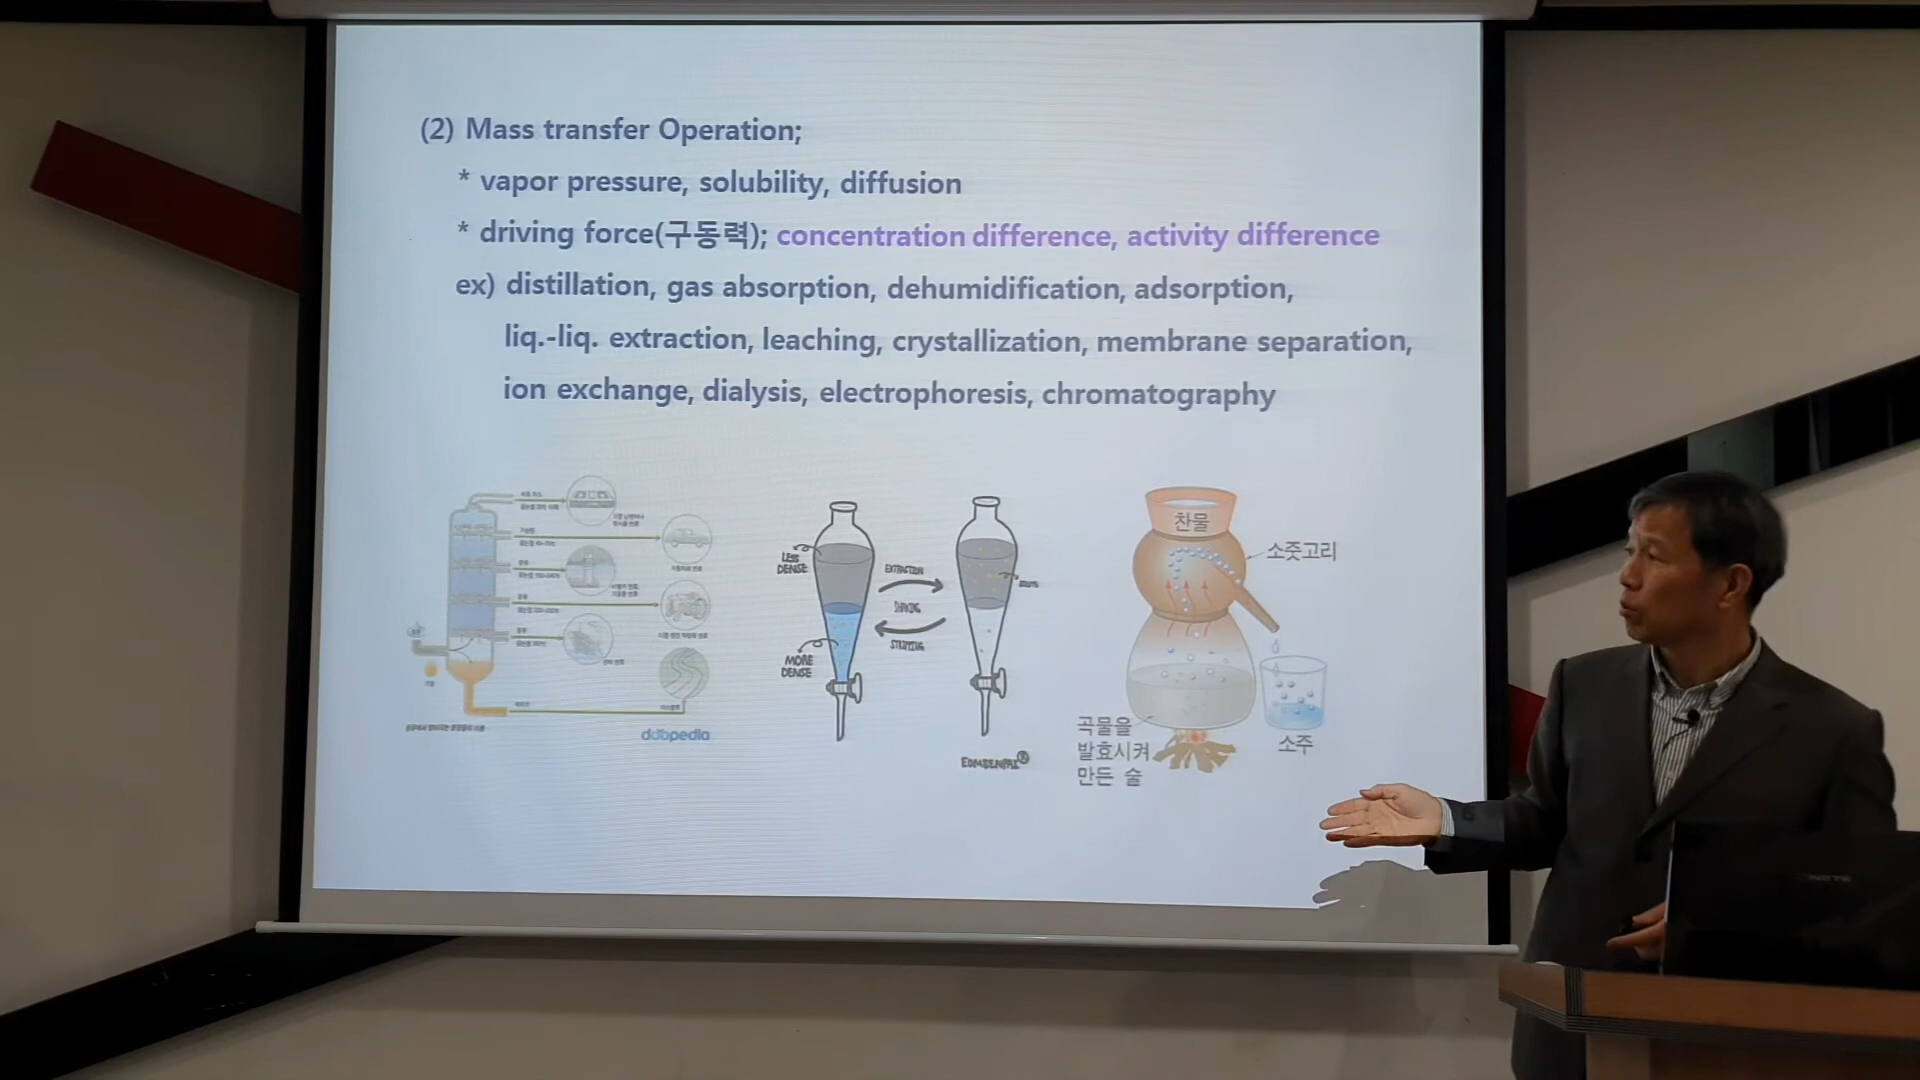 (2) Mass transfer Operation;
* vapor pressure, solubility, diffusion
* driving force(구동력); concentration difference, activity difference
ex) distillation, gas absorption, dehumidification, adsorption,
liq.-liq. extraction, leaching, crystallization, membrane separation,
ion exchange, dialysis, electrophoresis, chromatography
doopedia
LESS
DENSE
MORE
DENSE
EXTRACTION
SHAKING
STRIPPING
찬물
소줏고리
곡물을
발효시켜
만든 술
소주